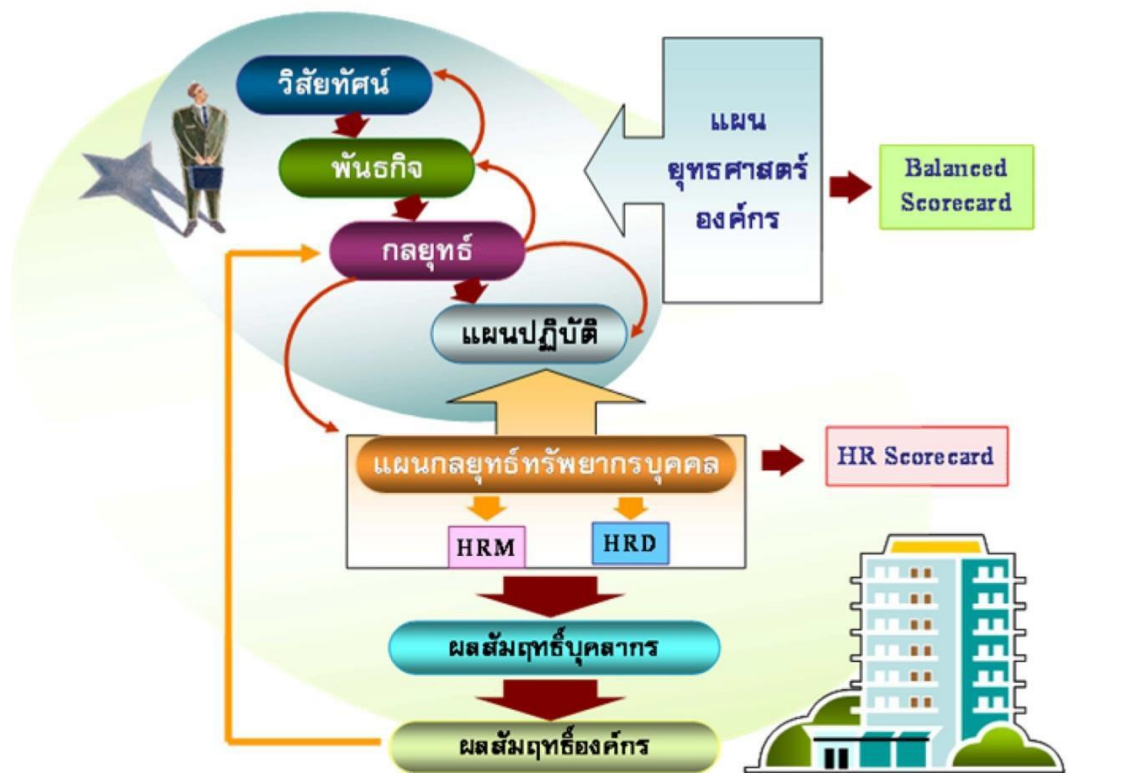 วิสัยทัศน์
พันธกิจ
กลยุทธ์
แผนปฏิบัติ
แผน
ยุทธศาสตร์
องค์กร
Balanced
Scorecard
แผนกลยุทธ์ทรัพยากรบุคคล
HR Scorecard
HRM
HRD
ผลสัมฤทธิ์บุคลากร
ผลสัมฤทธิ์องค์กร